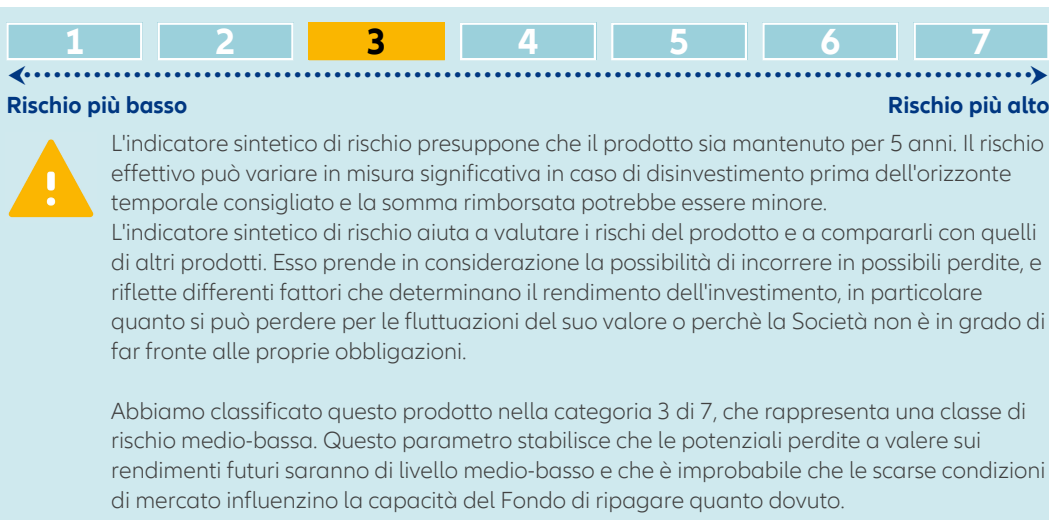 1 2 3 4 5 6 7
Rischio più basso Rischio più alto
L'indicatore sintetico di rischio presuppone che il prodotto sia mantenuto per 5 anni. Il rischio
effettivo può variare in misura significativa in caso di disinvestimento prima dell'orizzonte
temporale consigliato e la somma rimborsata potrebbe essere minore.
L'indicatore sintetico di rischio aiuta a valutare i rischi del prodotto e a compararli con quelli
di altri prodotti. Esso prende in considerazione la possibilità di incorrere in possibili perdite, e
riflette differenti fattori che determinano il rendimento dell'investimento, in particolare
quanto si può perdere per le fluttuazioni del suo valore o perchè la Società non è in grado di
far fronte alle proprie obbligazioni.
Abbiamo classificato questo prodotto nella categoria 3 di 7, che rappresenta una classe di
rischio medio-bassa. Questo parametro stabilisce che le potenziali perdite a valere sui
rendimenti futuri saranno di livello medio-basso e che è improbabile che le scarse condizioni
di mercato influenzino la capacità del Fondo di ripagare quanto dovuto.